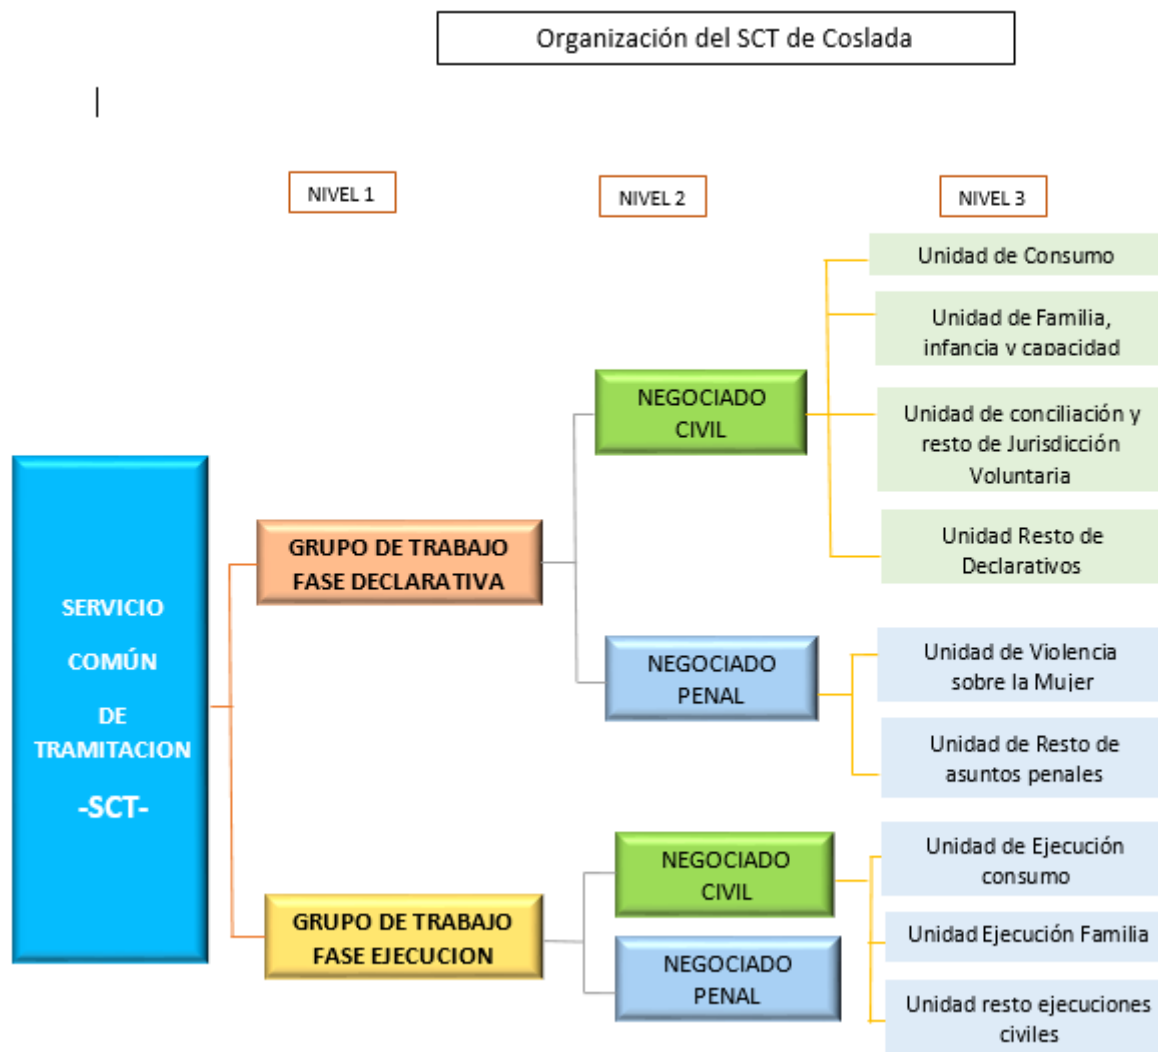 Organización del SCT de Coslada
NIVEL 1
NIVEL 2
NIVEL 3
SERVICIO
COMÚN
DE
TRAMITACION
-SCT-
GRUPO DE TRABAJO
FASE DECLARATIVA
NEGOCIADO
CIVIL
Unidad de Consumo
Unidad de Familia,
infancia y capacidad
Unidad de conciliación y
resto de Jurisdicción
Voluntaria
Unidad Resto de
Declarativos
NEGOCIADO
PENAL
Unidad de Violencia
sobre la Mujer
Unidad de Resto de
asuntos penales
GRUPO DE TRABAJO
FASE EJECUCION
NEGOCIADO
CIVIL
Unidad de Ejecución
consumo
Unidad Ejecución Familia
Unidad resto ejecuciones
civiles
NEGOCIADO
PENAL